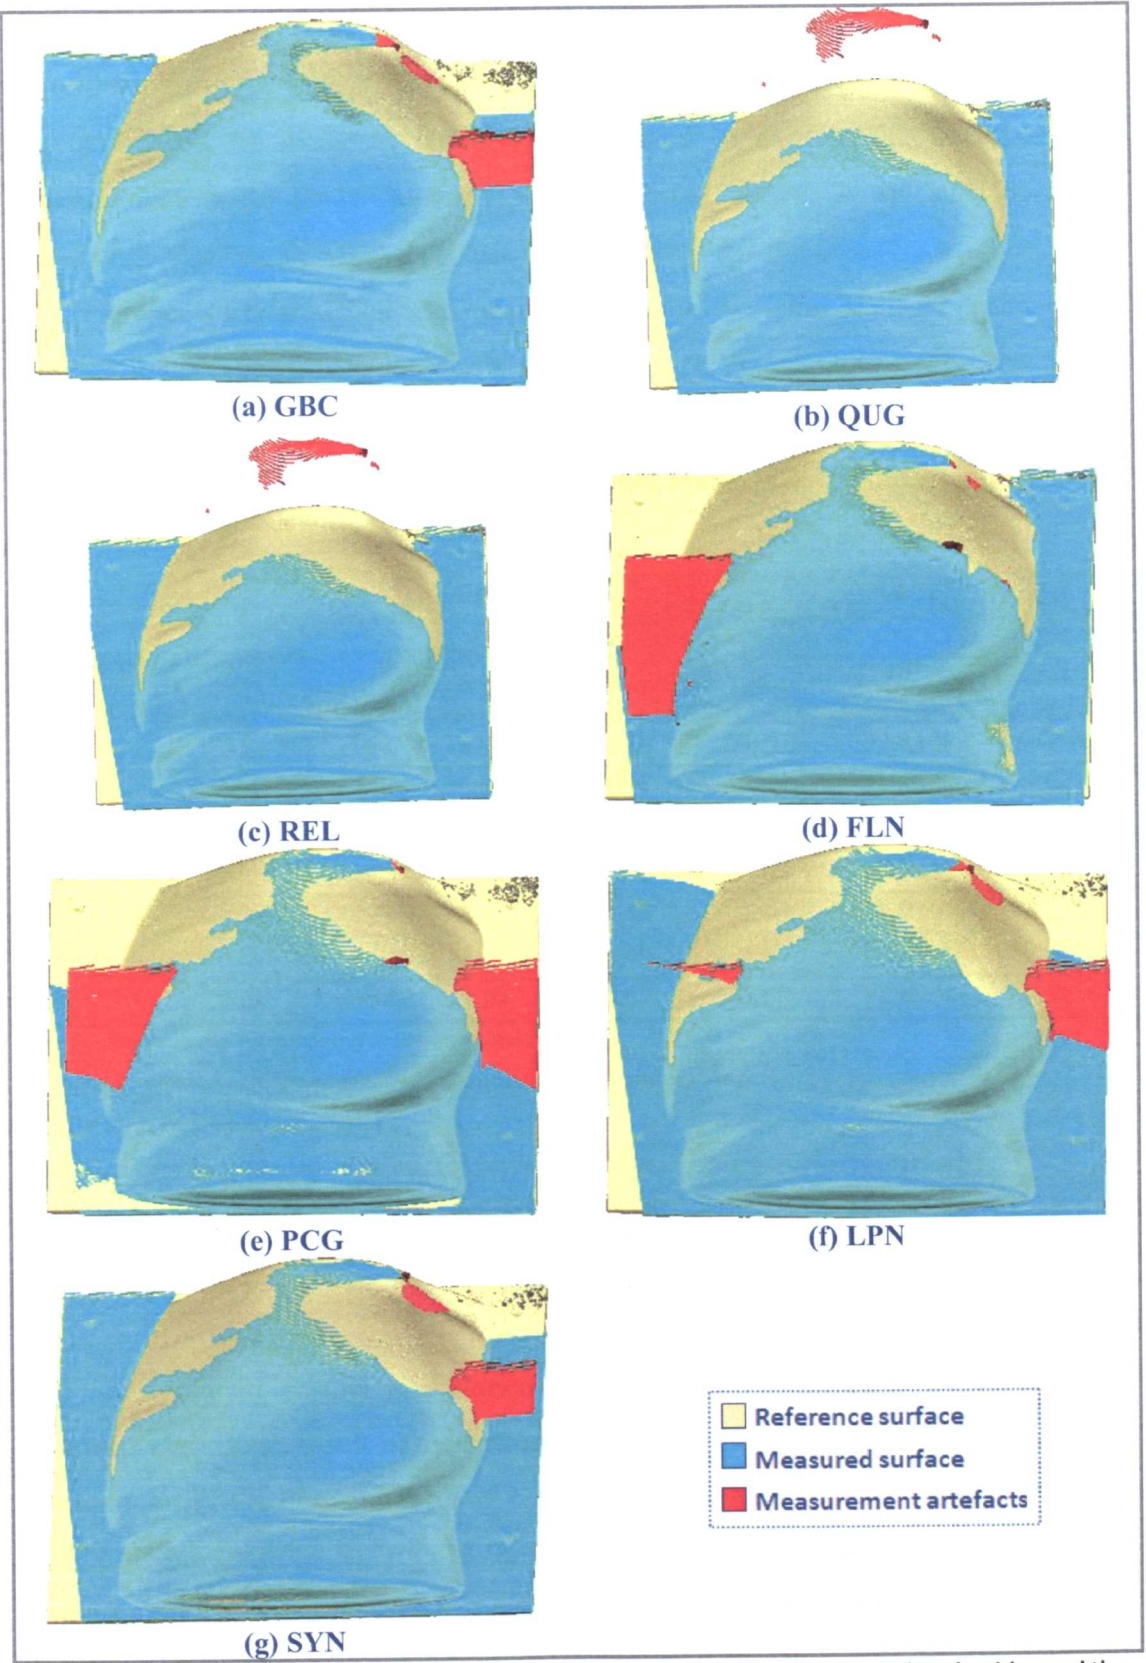 (a) GBC
(b) QUG
(c) REL
(d) FLN
(e) PCG
(f) LPN
(g) SYN
Reference surface
Measured surface
Measurement artefacts